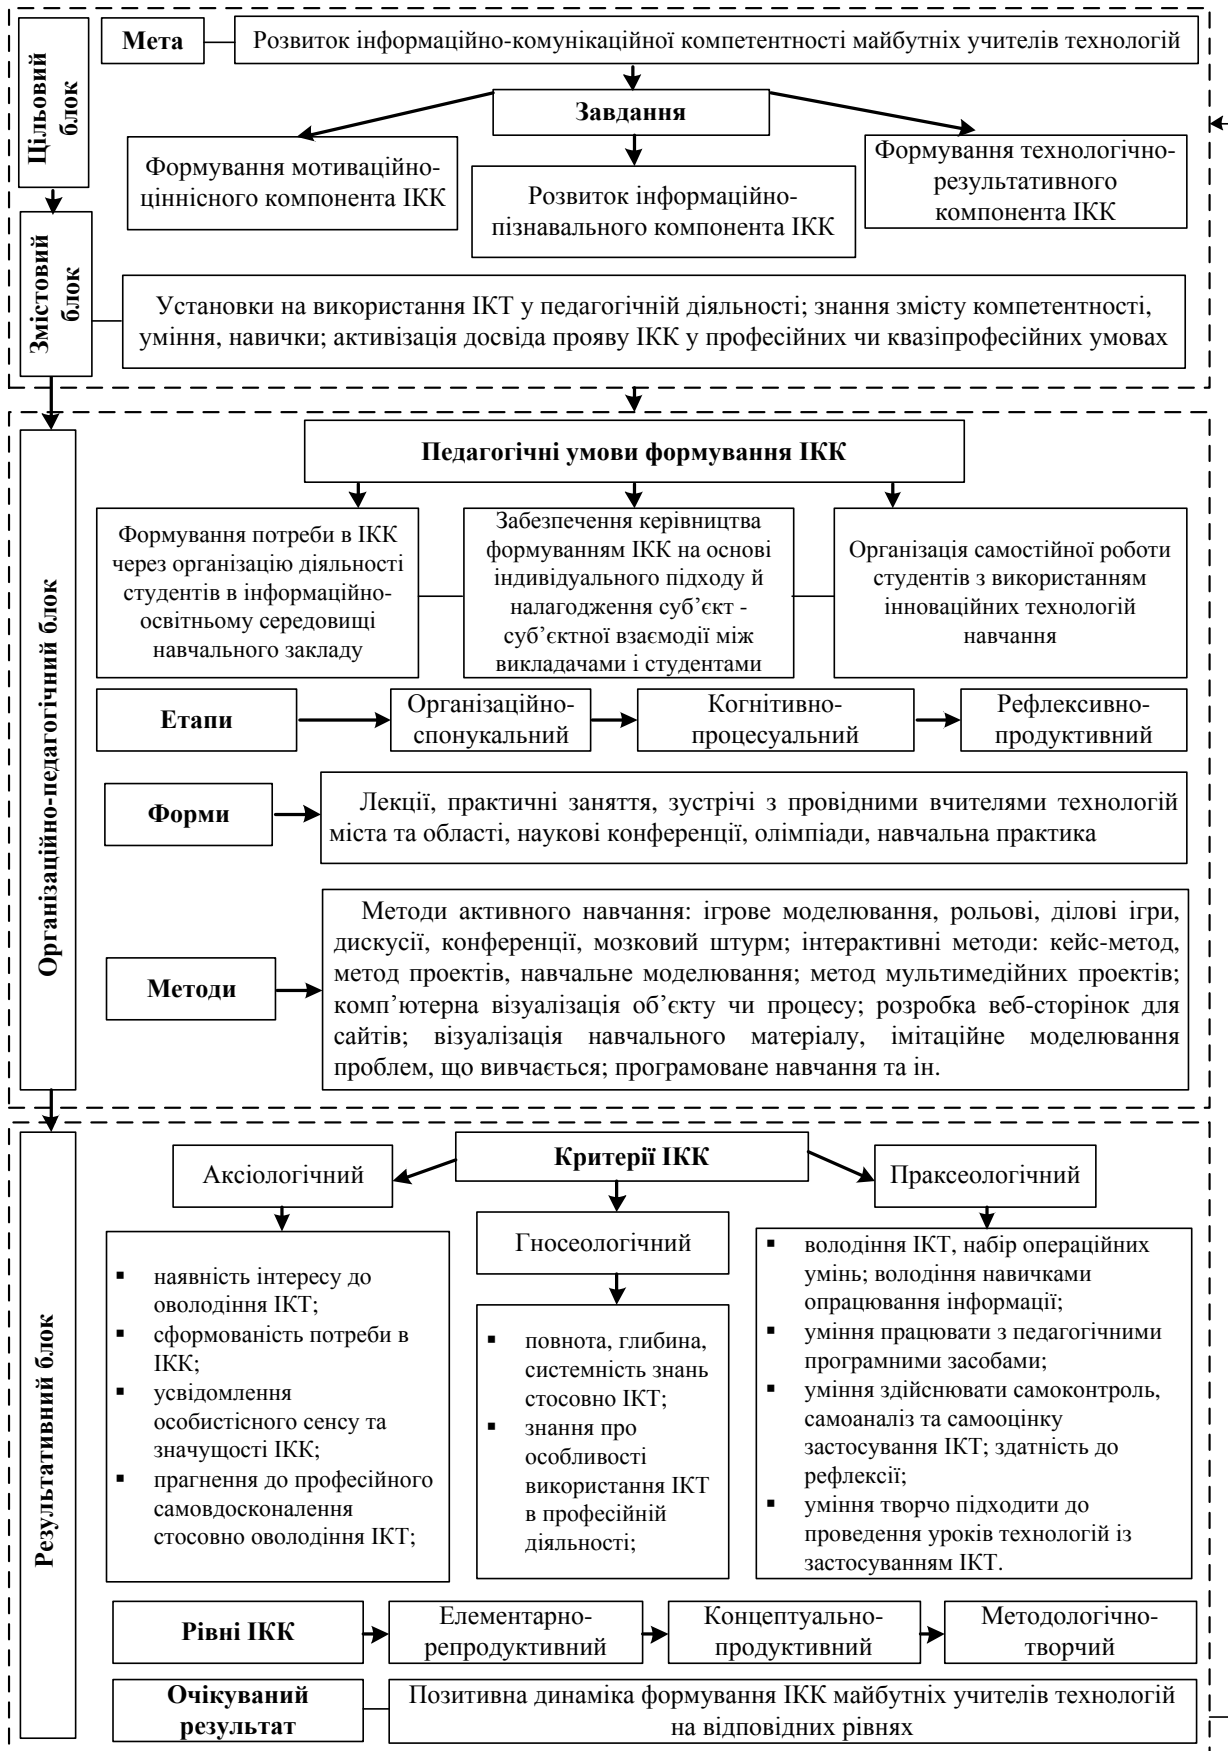 Цільовий
блок
Мета
Розвиток інформаційно-комунікаційної компетентності майбутніх учителів технологій
Завдання
Формування мотиваційно-
ціннісного компонента ІКК
Розвиток інформаційно-
пізнавального компонента ІКК
Формування технологічно-
результативного
компонента ІКК
Змістовий
блок
Установки на використання ІКТ у педагогічній діяльності; знання змісту компетентності,
уміння, навички; активізація досвіда прояву ІКК у професійних чи квазіпрофесійних умовах
Організаційно-педагогічний блок
Педагогічні умови формування ІКК
Формування потреби в ІКК
через організацію діяльності
студентів в інформаційно-
освітньому середовищі
навчального закладу
Забезпечення керівництва
формуванням ІКК на основі
індивідуального підходу й
налагодження суб’єкт -
суб’єктної взаємодії між
викладачами і студентами
Організація самостійної роботи
студентів з використанням
інноваційних технологій
навчання
Етапи
Організаційно-
спонукальний
Когнітивно-
процесуальний
Рефлексивно-
продуктивний
Форми
Лекції, практичні заняття, зустрічі з провідними вчителями технологій
міста та області, наукові конференції, олімпіади, навчальна практика
Методи
Методи активного навчання: ігрове моделювання, рольові, ділові ігри,
дискусії, конференції, мозковий штурм; інтерактивні методи: кейс-метод,
метод проектів, навчальне моделювання; метод мультимедійних проектів;
комп’ютерна візуалізація об’єкту чи процесу; розробка веб-сторінок для
сайтів; візуалізація навчального матеріалу, імітаційне моделювання
проблем, що вивчається; програмоване навчання та ін.
Результативний блок
Критерії ІКК
Аксіологічний
▪ наявність інтересу до
оволодіння ІКТ;
▪ сформованість потреби в
ІКК;
▪ усвідомлення
особистісного сенсу та
значущості ІКК;
▪ прагнення до професійного
самовдосконалення
стосовно оволодіння ІКТ;
Гносеологічний
▪ повнота, глибина,
системність знань
стосовно ІКТ;
▪ знання про
особливості
використання ІКТ
в професійній
діяльності;
Праксеологічний
▪ володіння ІКТ, набір операційних
умінь; володіння навичками
опрацювання інформації;
▪ уміння працювати з педагогічними
програмними засобами;
▪ уміння здійснювати самоконтроль,
самоаналіз та самооцінку
застосування ІКТ; здатність до
рефлексії;
▪ уміння творчо підходити до
проведення уроків технологій із
застосуванням ІКТ.
Рівні ІКК
Елементарно-
репродуктивний
Концептуально-
продуктивний
Методологічно-
творчий
Очікуваний
результат
Позитивна динаміка формування ІКК майбутніх учителів технологій
на відповідних рівнях